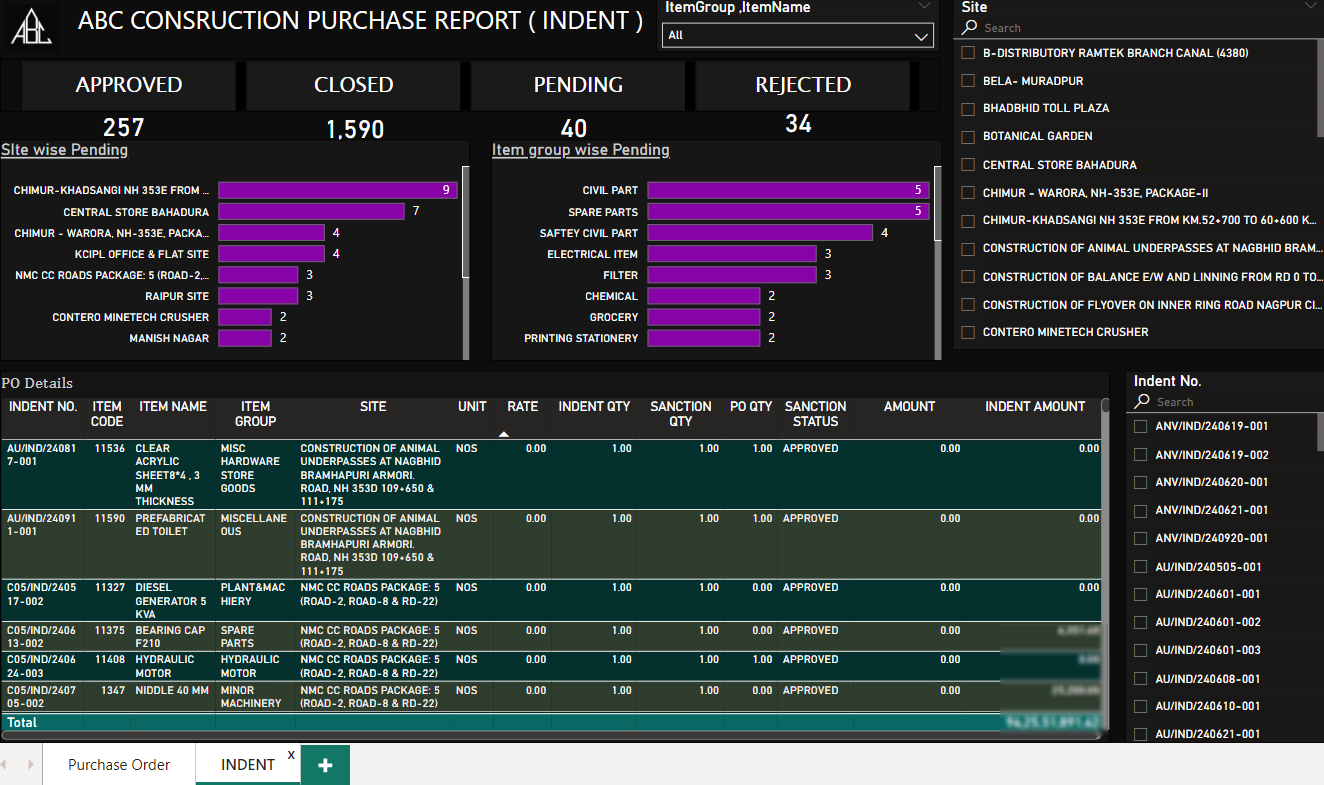 ABC
ABC CONSRUCTION PURCHASE REPORT ( INDENT )
ItemGroup ,ItemName
All
Site
Search
B-DISTRIBUTORY RAMTEK BRANCH CANAL (4380)
BELA- MURADPUR
BHADBHID TOLL PLAZA
BOTANICAL GARDEN
CENTRAL STORE BAHADURA
CHIMUR - WARORA, NH-353E, PACKAGE-II
CHIMUR-KHADSANGI NH 353E FROM KM.52+700 TO 60+600 K...
CONSTRUCTION OF ANIMAL UNDERPASSES AT NAGBHID BRAM...
CONSTRUCTION OF BALANCE E/W AND LINNING FROM RD 0 TO...
CONSTRUCTION OF FLYOVER ON INNER RING ROAD NAGPUR CI...
CONTERO MINETECH CRUSHER
APPROVED CLOSED PENDING REJECTED
257 1,590 40 34
SIte wise Pending
CHIMUR-KHADSANGI NH 353E FROM ... 9
CENTRAL STORE BAHADURA 7
CHIMUR - WARORA, NH-353E, PACKA... 4
KCIPL OFFICE & FLAT SITE 4
NMC CC ROADS PACKAGE: 5 (ROAD-2,... 3
RAIPUR SITE 3
CONTERO MINETECH CRUSHER 2
MANISH NAGAR 2
Item group wise Pending
CIVIL PART 5
SPARE PARTS 5
SAFTEY CIVIL PART 4
ELECTRICAL ITEM 3
FILTER 3
CHEMICAL 2
GROCERY 2
PRINTING STATIONERY 2
PO Details
INDENT NO. ITEM ITEM NAME ITEM SITE UNIT RATE INDENT QTY SANCTION PO QTY SANCTION AMOUNT INDENT AMOUNT
CODE GROUP QTY STATUS
AU/IND/24081 11536 CLEAR MISC CONSTRUCTION OF ANIMAL NOS 0.00 1.00 1.00 1.00 APPROVED 0.00 0.00
7-001 ACRYLIC HARDWARE UNDERPASSES AT NAGBHID
SHEET8*4 , 3 STORE BRAMHAPURI ARMORI.
MM GOODS ROAD, NH 353D 109+650 &
THICKNESS 111+175
AU/IND/24091 11590 PREFABRICAT MISCELLANE CONSTRUCTION OF ANIMAL NOS 0.00 1.00 1.00 1.00 APPROVED 0.00 0.00
1-001 ED TOILET OUS UNDERPASSES AT NAGBHID
BRAMHAPURI ARMORI.
ROAD, NH 353D 109+650 &
111+175
C05/IND/2405 11327 DIESEL PLANT&MAC NMC CC ROADS PACKAGE: 5 NOS 0.00 1.00 1.00 1.00 APPROVED 0.00 0.00
17-002 GENERATOR 5 HIERY (ROAD-2, ROAD-8 & RD-22)
KVA
C05/IND/2406 11375 BEARING CAP SPARE NMC CC ROADS PACKAGE: 5 NOS 0.00 1.00 1.00 0.00 APPROVED 0.00
13-002 F210 PARTS (ROAD-2, ROAD-8 & RD-22)
C05/IND/2406 11408 HYDRAULIC HYDRAULIC NMC CC ROADS PACKAGE: 5 NOS 0.00 1.00 1.00 0.00 APPROVED 0.00
24-003 MOTOR MOTOR (ROAD-2, ROAD-8 & RD-22)
C05/IND/2407 1347 NIDDLE 40 MM MINOR NMC CC ROADS PACKAGE: 5 NOS 0.00 1.00 1.00 0.00 APPROVED 0.00
05-002 MACHINERY (ROAD-2, ROAD-8 & RD-22)
Total
Indent No.
Search
ANV/IND/240619-001
ANV/IND/240619-002
ANV/IND/240620-001
ANV/IND/240621-001
ANV/IND/240920-001
AU/IND/240505-001
AU/IND/240601-001
AU/IND/240601-002
AU/IND/240601-003
AU/IND/240608-001
AU/IND/240610-001
AU/IND/240621-001
Purchase Order INDENT x +